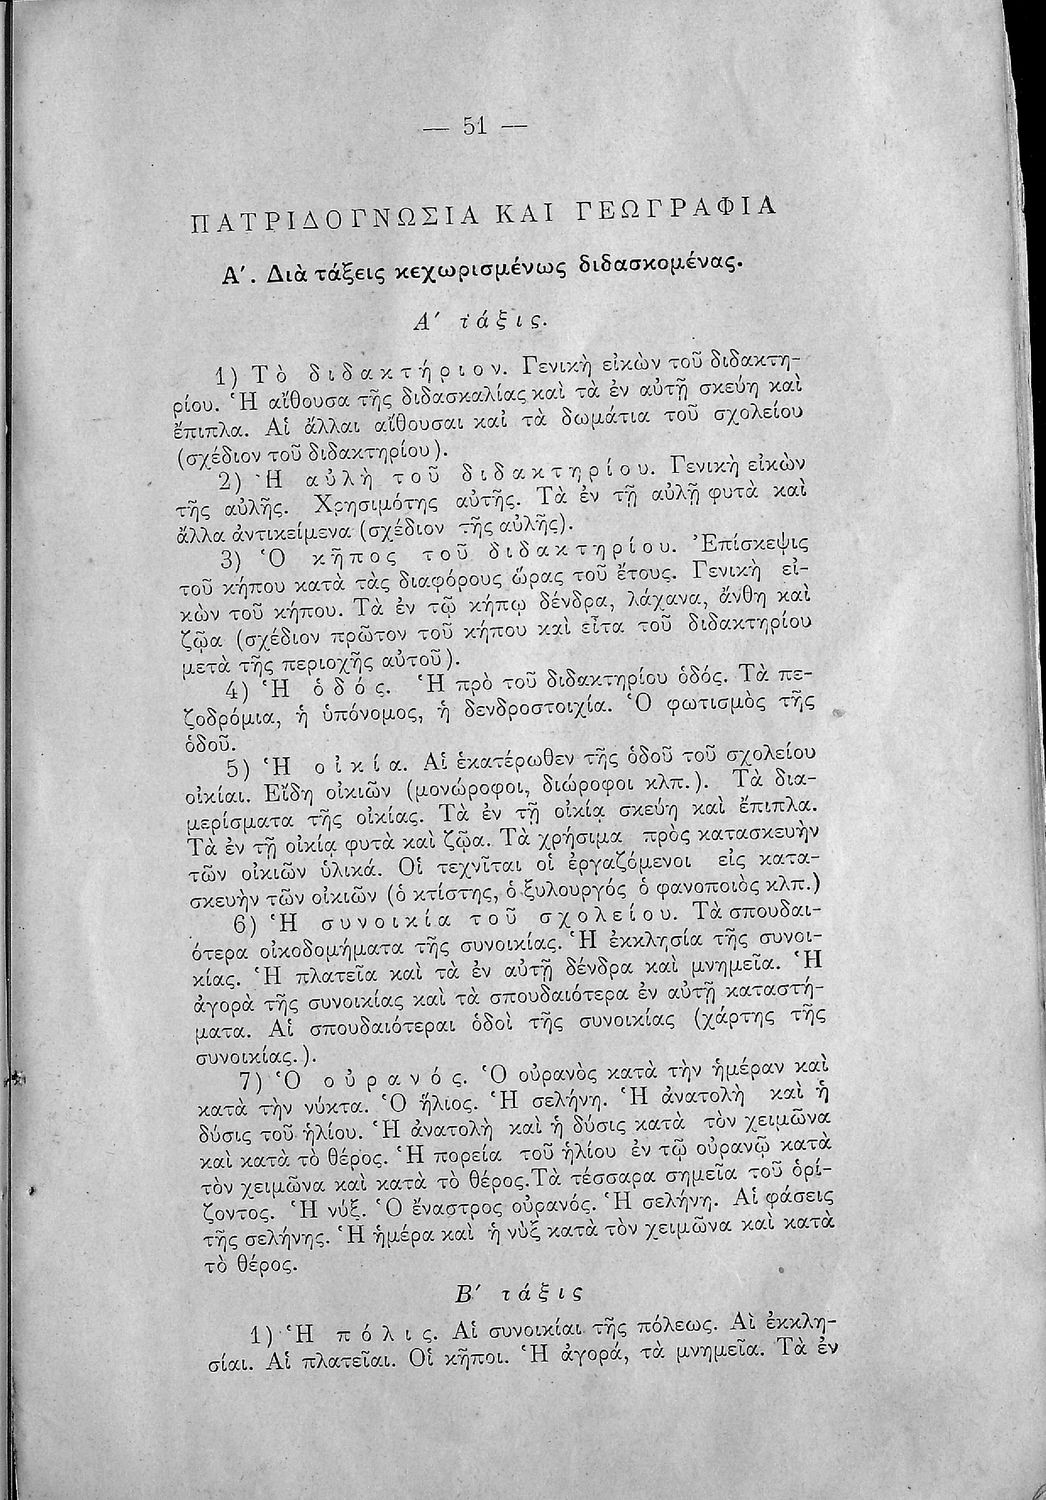 — 51 —
ΠΑΤΡΙΔΟΓΝΩΣΙΑ ΚΑΙ ΓΕΩΓΡΑΦΙΑ
Α΄. Διὰ τάξεις κεχωρισμένως διδασκομένας.
Α΄ τάξις.
1) Τὸ διδακτήριον. Γενικὴ εἰκὼν τοῦ διδακτη-
ρίου. Ἡ αἴθουσα τῆς διδασκαλίας καὶ τὰ ἐν αὐτῇ σκεύη καὶ
ἔπιπλα. Αἱ ἄλλαι αἴθουσαι καὶ τὰ δωμάτια τοῦ σχολείου
(σχέδιον τοῦ διδακτηρίου).
2) Ἡ αὐλὴ τοῦ διδακτηρίου. Γενικὴ εἰκὼν
τῆς αὐλῆς. Χρησιμότης αὐτῆς. Τὰ ἐν τῇ αὐλῇ φυτὰ καὶ
ἄλλα ἀντικείμενα (σχέδιον τῆς αὐλῆς).
3) Ὁ κῆπος τοῦ διδακτηρίου. Ἐπίσκεψις
τοῦ κήπου κατὰ τὰς διαφόρους ὥρας τοῦ ἔτους. Γενικὴ εἰ-
κὼν τοῦ κήπου. Τὰ ἐν τῷ κήπῳ δένδρα, λάχανα, ἄνθη καὶ
ζῷα (σχέδιον πρῶτον τοῦ κήπου καὶ εἶτα τοῦ διδακτηρίου
μετὰ τῆς περιοχῆς αὐτοῦ).
4) Ἡ ὁδός. Ἡ πρὸ τοῦ διδακτηρίου ὁδός. Τὰ πε-
ζοδρόμια, ἡ ὑπόνομος, ἡ δενδροστοιχία. Ὁ φωτισμὸς τῆς
ὁδοῦ.
5) Ἡ οἰκία. Αἱ ἑκατέρωθεν τῆς ὁδοῦ τοῦ σχολείου
οἰκίαι. Εἴδη οἰκιῶν (μονώροφοι, διώροφοι κλπ.). Τὰ δια-
μερίσματα τῆς οἰκίας. Τὰ ἐν τῇ οἰκίᾳ σκεύη καὶ ἔπιπλα.
Τὰ ἐν τῇ οἰκίᾳ φυτὰ καὶ ζῷα. Τὰ χρήσιμα πρὸς κατασκευὴν
τῶν οἰκιῶν ὑλικά. Οἱ τεχνῖται οἱ ἐργαζόμενοι εἰς κατα-
σκευὴν τῶν οἰκιῶν (ὁ κτίστης, ὁ ξυλουργός ὁ φανοποιὸς κλπ.)
6) Ἡ συνοικία τοῦ σχολείου. Τὰ σπουδαι-
ότερα οἰκοδομήματα τῆς συνοικίας. Ἡ ἐκκλησία τῆς συνοι-
κίας. Ἡ πλατεῖα καὶ τὰ ἐν αὐτῇ δένδρα καὶ μνημεῖα. Ἡ
ἀγορὰ τῆς συνοικίας καὶ τὰ σπουδαιότερα ἐν αὐτῇ καταστή-
ματα. Αἱ σπουδαιότεραι ὁδοὶ τῆς συνοικίας (χάρτης τῆς
συνοικίας.).
7) Ὁ οὐρανός. Ὁ οὐρανὸς κατὰ τὴν ἡμέραν καὶ
κατὰ τὴν νύκτα. Ὁ ἥλιος. Ἡ σελήνη. Ἡ ἀνατολὴ καὶ ἡ
δύσις τοῦ ἡλίου. Ἡ ἀνατολὴ καὶ ἡ δύσις κατὰ τὸν χειμῶνα
καὶ κατὰ τὸ θέρος. Ἡ πορεία τοῦ ἡλίου ἐν τῷ οὐρανῷ κατὰ
τὸν χειμῶνα καὶ κατὰ τὸ θέρος. Τὰ τέσσαρα σημεῖα τοῦ ὁρί-
ζοντος. Ἡ νύξ. Ὁ ἔναστρος οὐρανός. Ἡ σελήνη. Αἱ φάσεις
τῆς σελήνης. Ἡ ἡμέρα καὶ ἡ νὺξ κατὰ τὸν χειμῶνα καὶ κατὰ
τὸ θέρος.
Β΄ τάξις
1) Ἡ πόλις. Αἱ συνοικίαι τῆς πόλεως. Αἱ ἐκκλη-
σίαι. Αἱ πλατεῖαι. Οἱ κῆποι. Ἡ ἀγορά, τὰ μνημεῖα. Τὰ ἐν